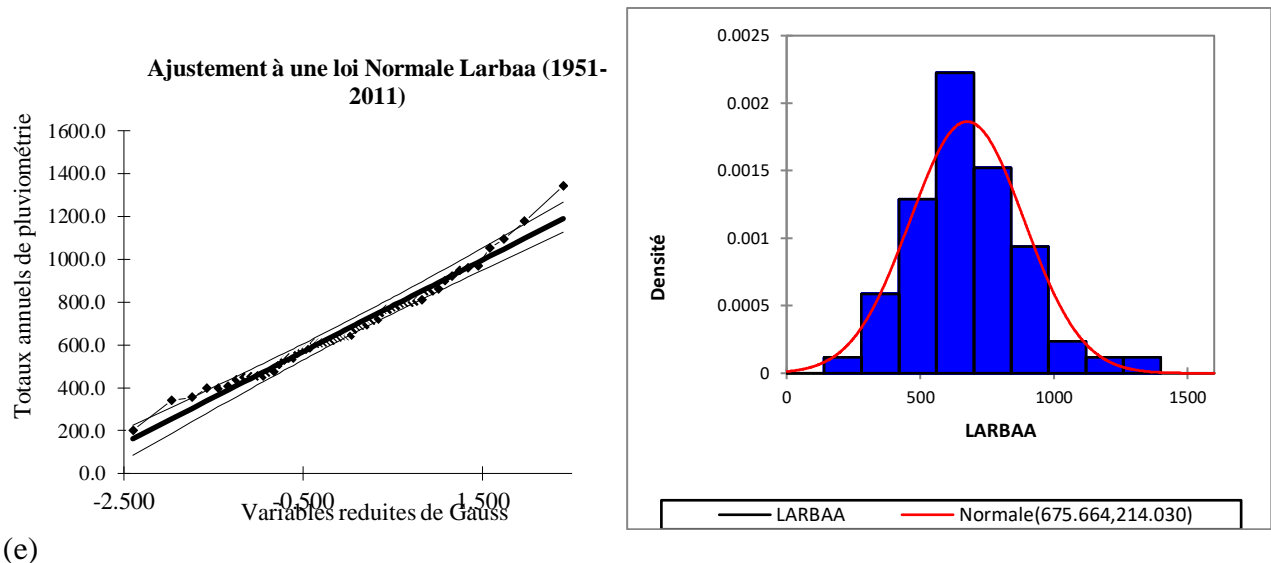 Ajustement à une loi Normale Larbaa (1951-
2011)
Totaux annuels de pluviométrie
1600.0
1400.0
1200.0
1000.0
800.0
600.0
400.0
200.0
0.0
-2.500
-0.500
1.500
Variables reduites de Gauss
0.0025
0.002
0.0015
0.001
0.0005
0
Densité
0
500
1000
1500
LARBAA
LARBAA
Normale(675.664,214.030)
(e)